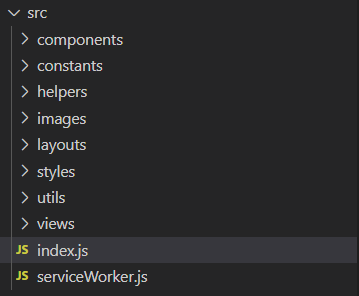 src
components
constants
helpers
images
layouts
styles
utils
views
JS index.js
JS serviceWorker.js